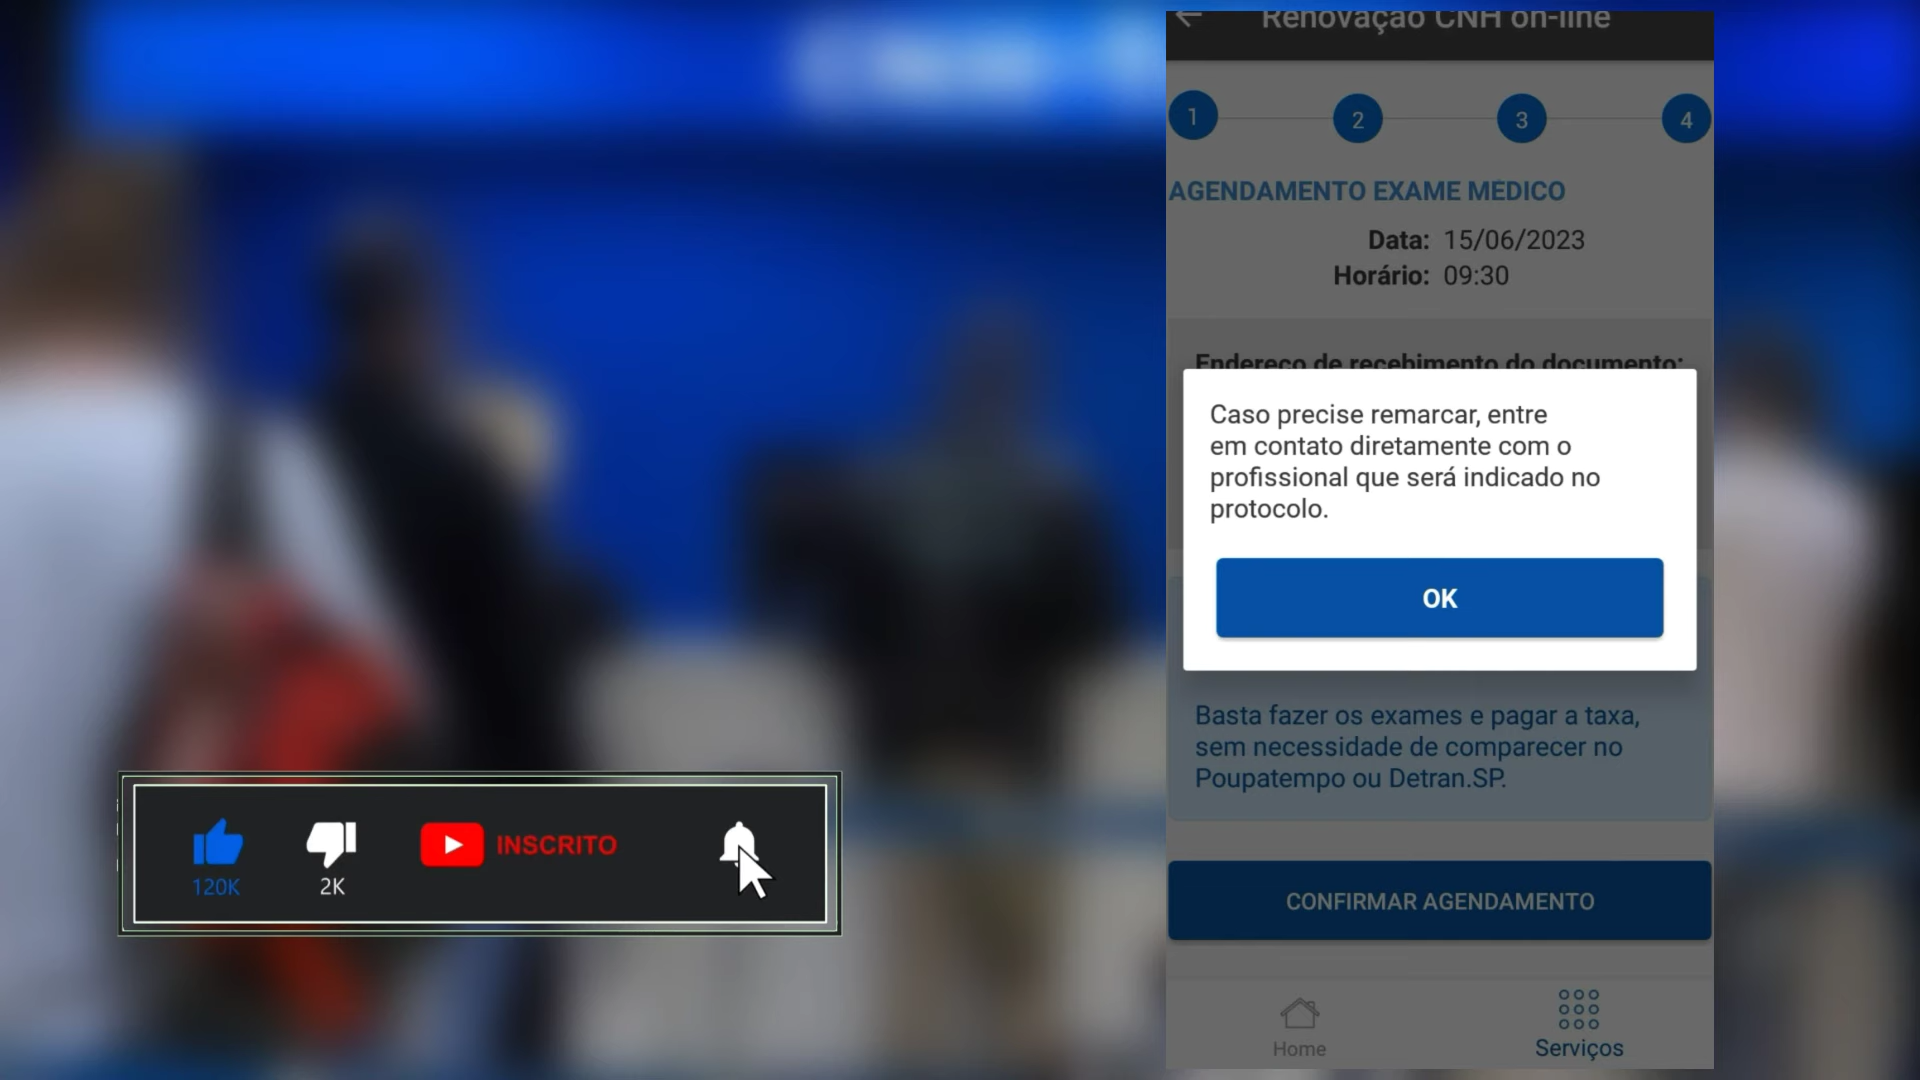 Renovação CNH on-line
1
2
3
4
AGENDAMENTO EXAME MÉDICO
Data: 15/06/2023
Horário: 09:30
Endereço de recebimento do documento:
Caso precise remarcar, entre
em contato diretamente com o
profissional que será indicado no
protocolo.
OK
Basta fazer os exames e pagar a taxa,
sem necessidade de comparecer no
Poupatempo ou Detran.SP.
CONFIRMAR AGENDAMENTO
Home
Serviços
120K
2K
INSCRITO